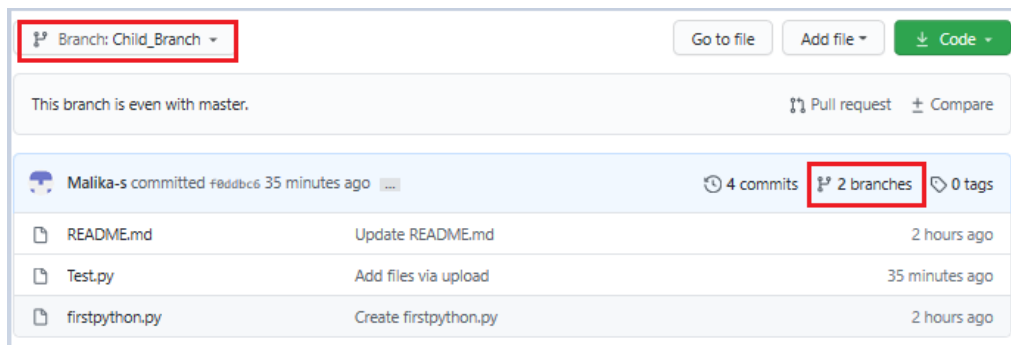 Branch: Child_Branch Go to file Add file Code
This branch is even with master. Pull request Compare
Malika-s committed f0ddbc6 35 minutes ago ... 4 commits 2 branches 0 tags
README.md Update README.md 2 hours ago
Test.py Add files via upload 35 minutes ago
firstpython.py Create firstpython.py 2 hours ago